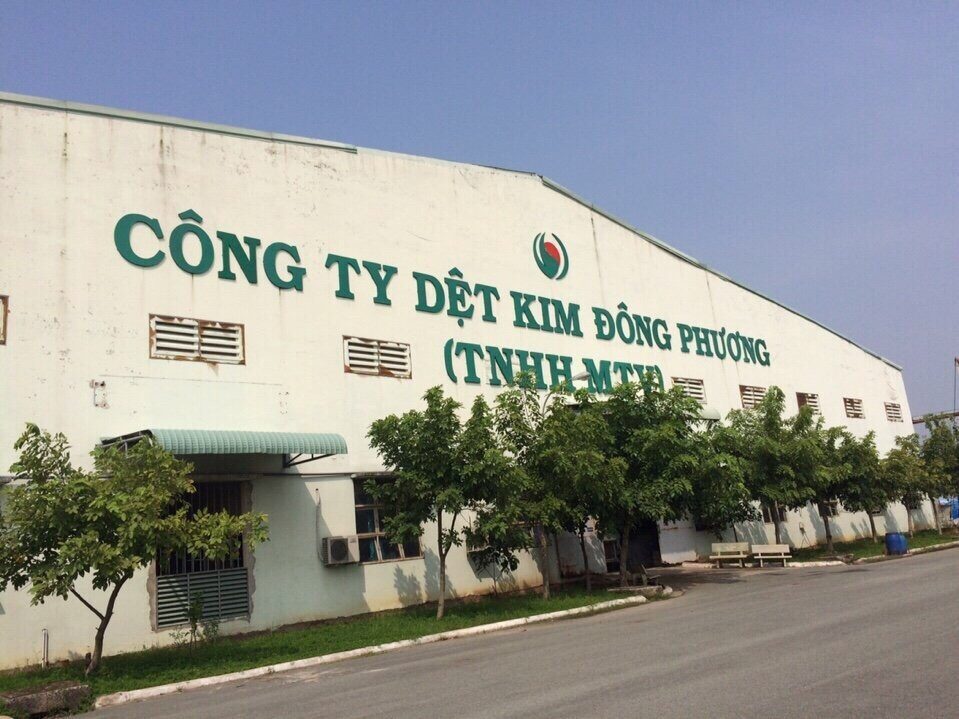 CÔNG TY DỆT KIM ĐÔNG PHƯƠNG
(TNHH MTV)